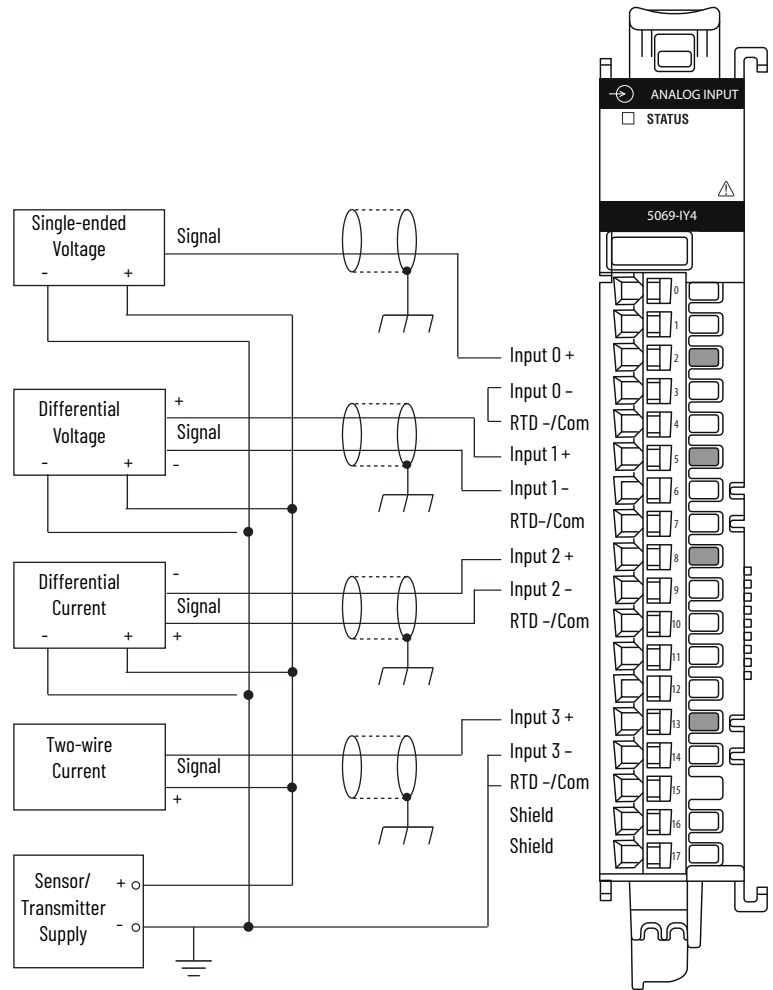 ANALOG INPUT
STATUS
5069-IY4
Single-ended
Voltage
- +
Signal
Differential
Voltage
- +
+
Signal
-
Differential
Current
- +
-
Signal
+
Two-wire
Current
Signal
+
Sensor/
Transmitter
Supply
+
-
Input 0 +
Input 0 –
RTD –/Com
Input 1 +
Input 1 –
RTD–/Com
Input 2 +
Input 2 –
RTD –/Com
Input 3 +
Input 3 –
RTD –/Com
Shield
Shield
0
1
2
3
4
5
6
7
8
9
10
11
12
13
14
15
16
17